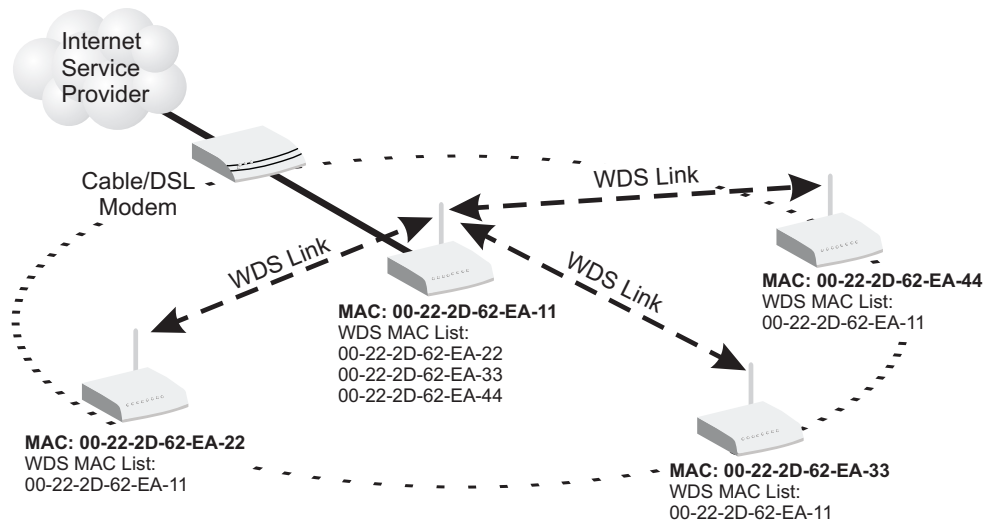 Internet
Service
Provider
Cable/DSL
Modem
WDS Link
WDS Link
WDS Link
MAC: 00-22-2D-62-EA-44
WDS MAC List:
00-22-2D-62-EA-11
MAC: 00-22-2D-62-EA-11
WDS MAC List:
00-22-2D-62-EA-22
00-22-2D-62-EA-33
00-22-2D-62-EA-44
MAC: 00-22-2D-62-EA-22
WDS MAC List:
00-22-2D-62-EA-11
MAC: 00-22-2D-62-EA-33
WDS MAC List:
00-22-2D-62-EA-11